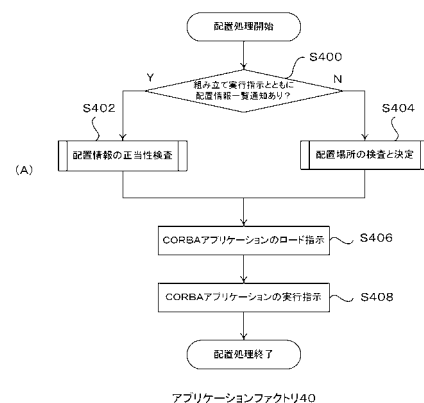 配置処理開始
S400
組み立て実行指示とともに
配置情報一覧通知あり？
Y
N
S402
S404
配置情報の正当性検査
配置場所の検査と決定
(A)
CORBAアプリケーションのロード指示
S406
CORBAアプリケーションの実行指示
S408
配置処理終了
アプリケーションファクトリ40